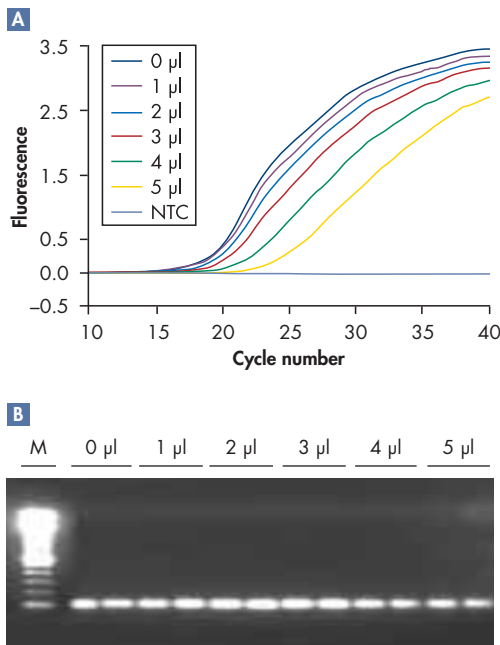 A
Fluorescence
3.5
2.5
1.5
0.5
0.0
–0.5
0 µl
1 µl
2 µl
3 µl
4 µl
5 µl
NTC
10 15 20 25 30 35 40
Cycle number
B
M 0 µl 1 µl 2 µl 3 µl 4 µl 5 µl